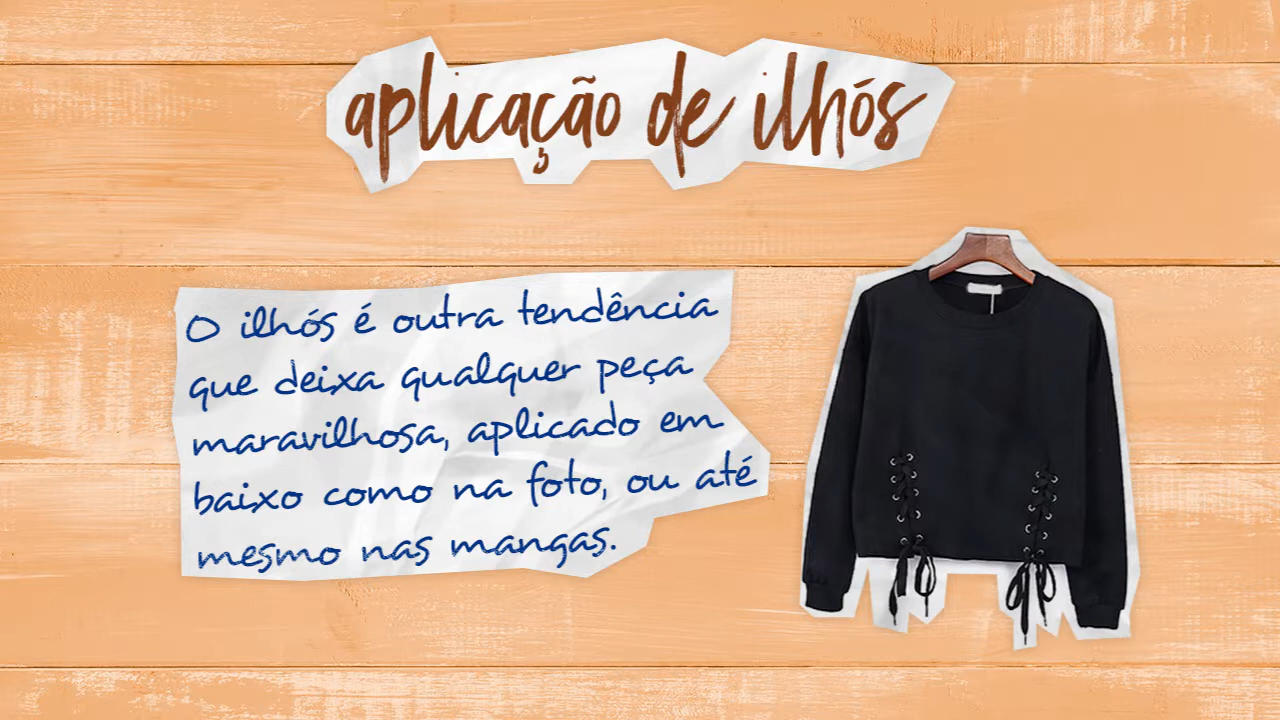 aplicação de ilhós
O ilhós é outra tendência
que deixa qualquer peça
maravilhosa, aplicado em
baixo como na foto, ou até
mesmo nas mangas.